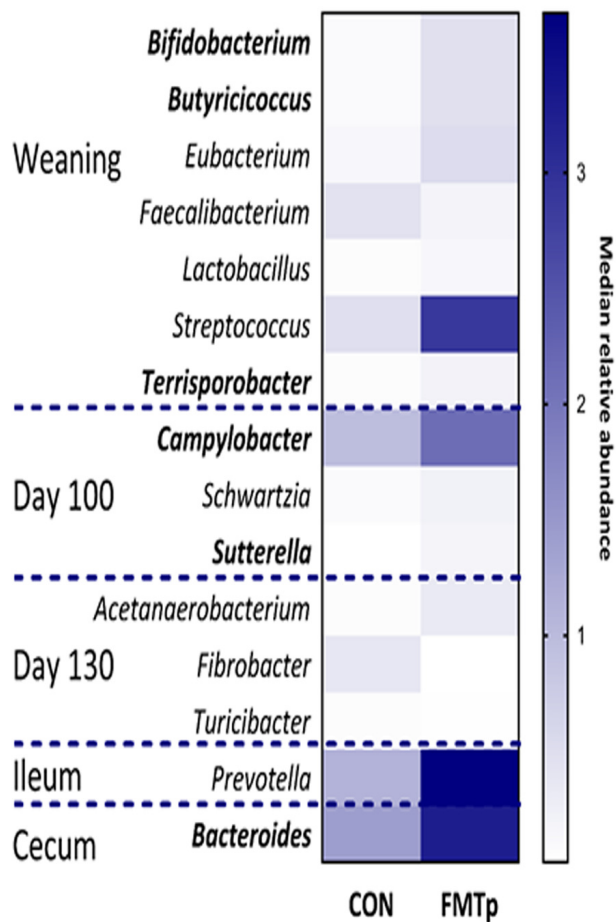 Bifidobacterium
Butyricicoccus
Weaning
Eubacterium
Faecalibacterium
Lactobacillus
Streptococcus
Terrisporobacter
Campylobacter
Day 100
Schwartzia
Sutterella
Acetanaerobacterium
Day 130
Fibrobacter
Turicibacter
Ileum
Prevotella
Cecum
Bacteroides
CON
FMTp
3
2
1
Median relative abundance